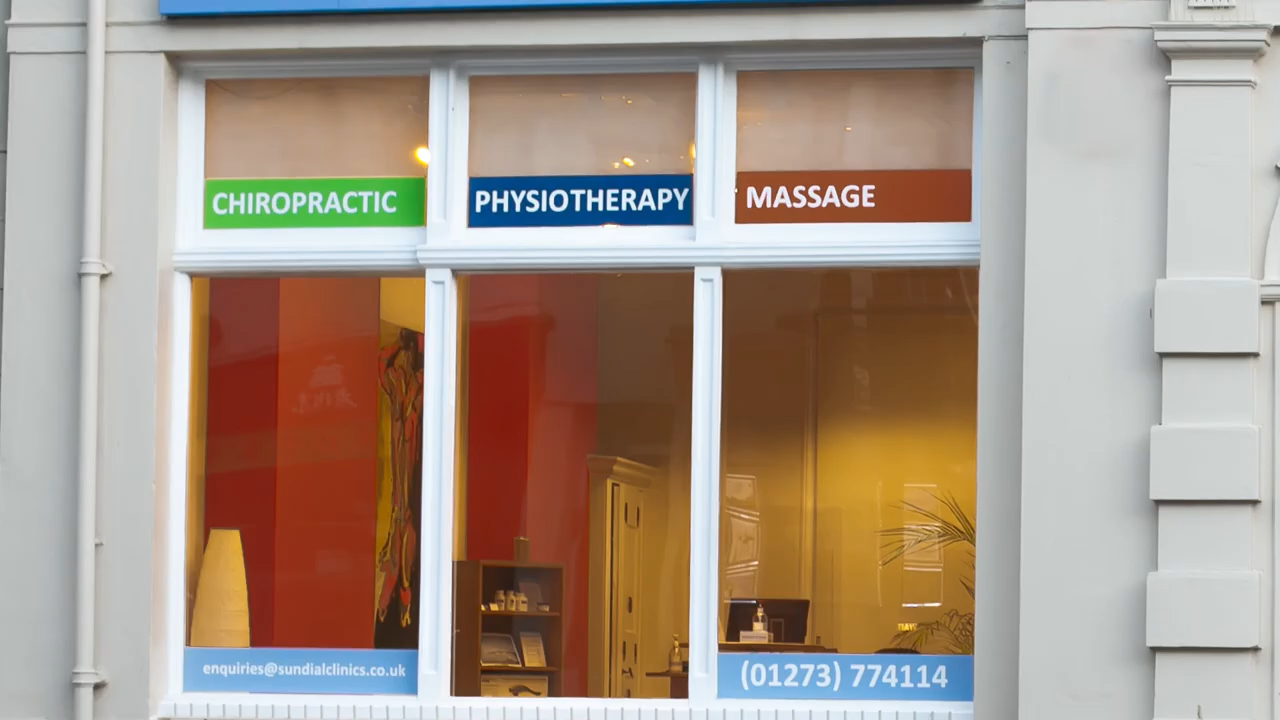 CHIROPRACTIC
PHYSIOTHERAPY
MASSAGE
enquiries@sundialclinics.co.uk
(01273) 774114